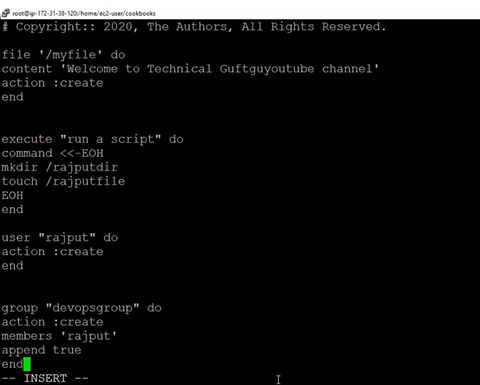 root@ip-172-31-38-120:/home/ec2-user/cookbooks
# Copyright:: 2020, The Authors, All Rights Reserved.
file '/myfile' do
content 'Welcome to Technical Guftguyoutube channel'
action :create
end
execute "run a script" do
command <<-EOH
mkdir /rajputdir
touch /rajputfile
EOH
end
user "rajput" do
action :create
end
group "devopsgroup" do
action :create
members 'rajput'
append true
end
-- INSERT --